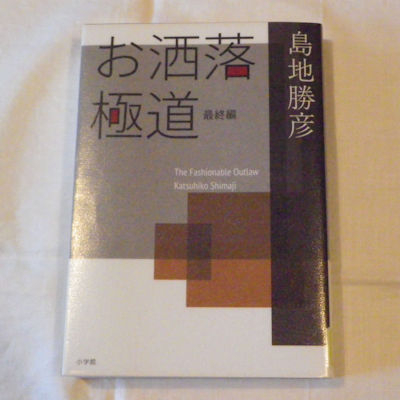 お洒落
極道 最終編
島地勝彦
The Fashionable Outlaw
Katsuhiko Shimaji
小学館